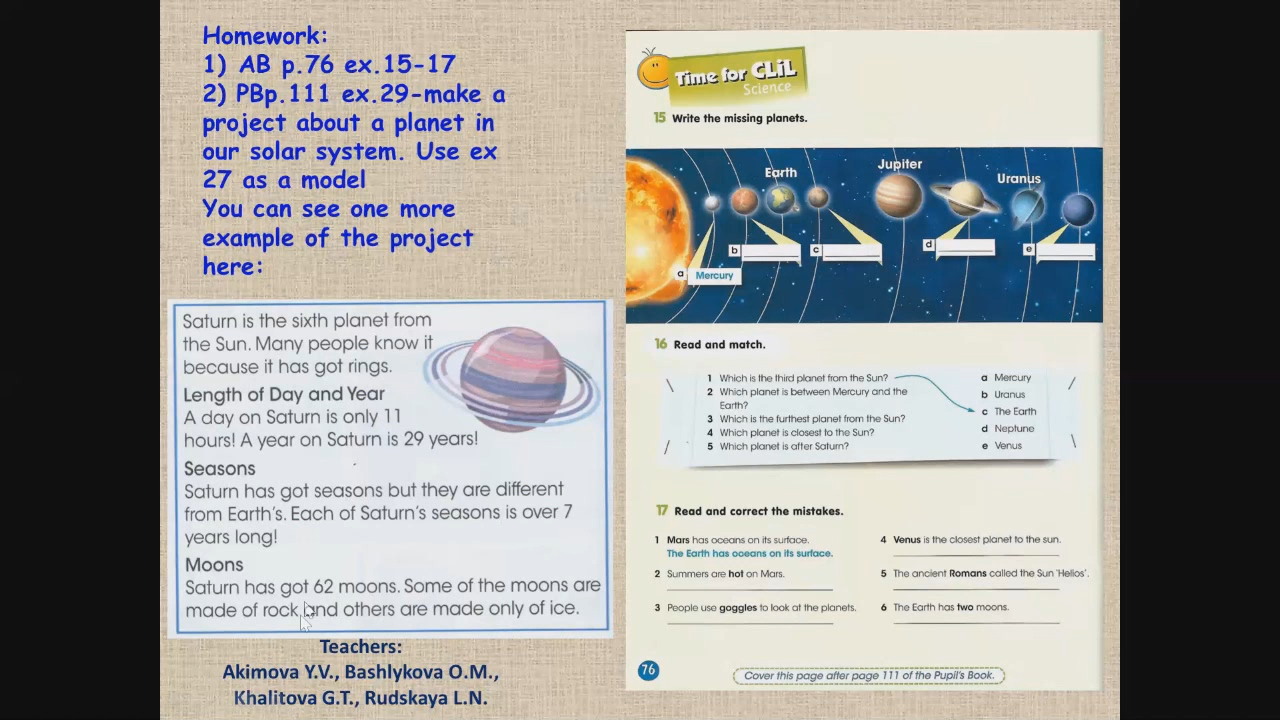 Homework:
1) AB p.76 ex.15-17
2) PBp.111 ex.29-make a
project about a planet in
our solar system. Use ex
27 as a model
You can see one more
example of the project
here:
Saturn is the sixth planet from
the Sun. Many people know it
because it has got rings.
Length of Day and Year
A day on Saturn is only 11
hours! A year on Saturn is 29 years!
Seasons
Saturn has got seasons but they are different
from Earth's. Each of Saturn's seasons is over 7
years long!
Moons
Saturn has got 62 moons. Some of the moons are
made of rock and others are made only of ice.
Teachers:
Akimova Y.V., Bashlykova O.M.,
Khalitova G.T., Rudskaya L.N.
Time for CLiL
Science
15 Write the missing planets.
Earth
Jupiter
Uranus
b
c
d
e
a Mercury
16 Read and match.
1 Which is the third planet from the Sun?
2 Which planet is between Mercury and the
Earth?
3 Which is the furthest planet from the Sun?
4 Which planet is closest to the Sun?
5 Which planet is after Saturn?
a Mercury
b Uranus
c The Earth
d Neptune
e Venus
17 Read and correct the mistakes.
1 Mars has oceans on its surface.
The Earth has oceans on its surface.
2 Summers are hot on Mars.
3 People use goggles to look at the planets.
4 Venus is the closest planet to the sun.
5 The ancient Romans called the Sun 'Helios'.
6 The Earth has two moons.
76
Cover this page after page 111 of the Pupil's Book.